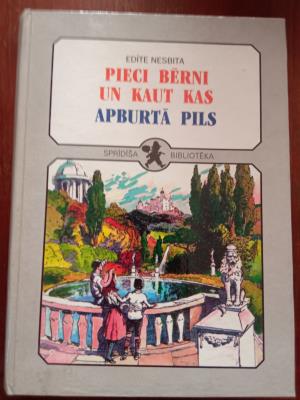 EDĪTE NESBITA
PIECI BĒRNI
UN KAUT KAS
APBURTĀ PILS
SPRĪDĪŠA BIBLIOTĒKA